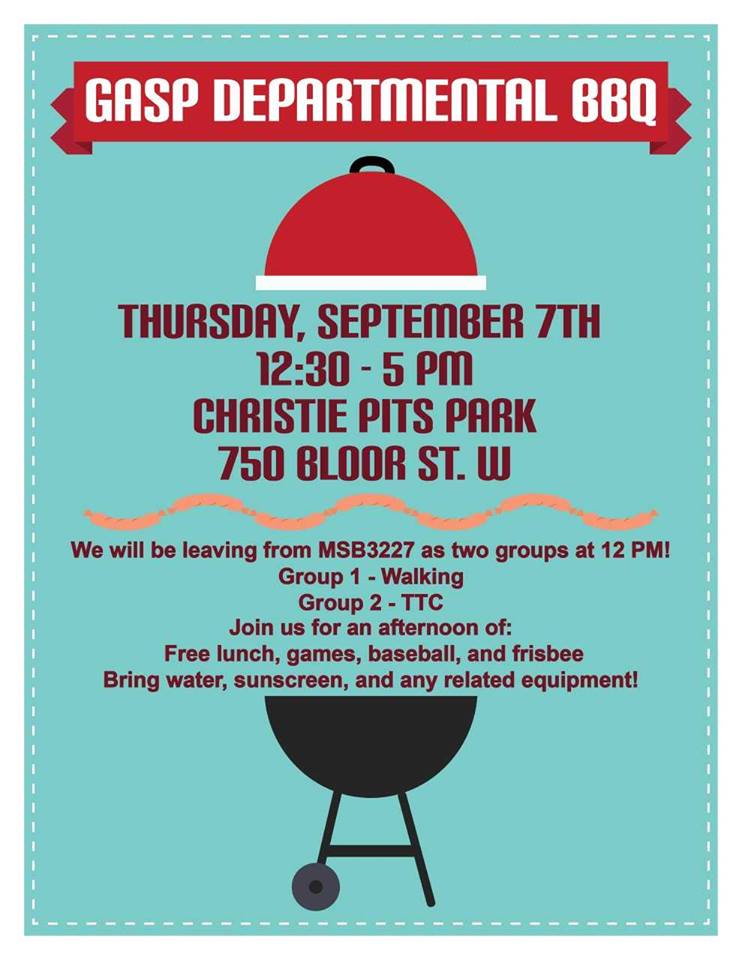 GASP DEPARTMENTAL BBQ
THURSDAY, SEPTEMBER 7TH
12:30 - 5 PM
CHRISTIE PITS PARK
750 BLOOR ST. W
We will be leaving from MSB3227 as two groups at 12 PM!
Group 1 - Walking
Group 2 - TTC
Join us for an afternoon of:
Free lunch, games, baseball, and frisbee
Bring water, sunscreen, and any related equipment!